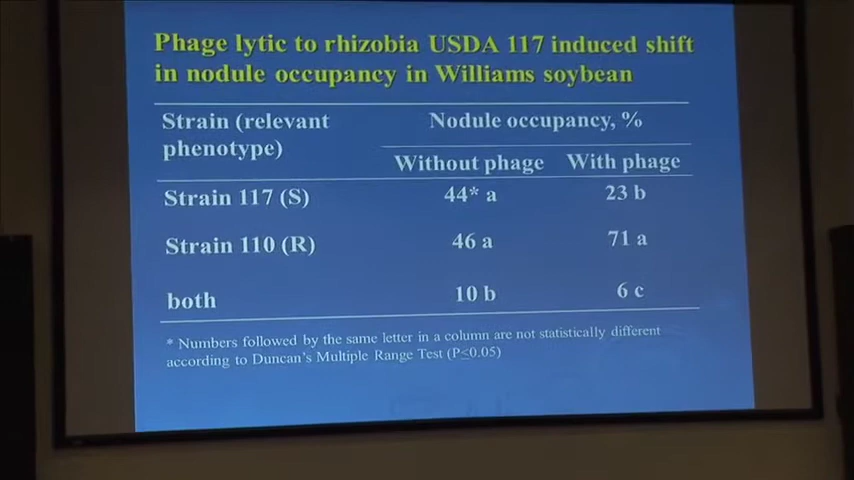 Phage lytic to rhizobia USDA 117 induced shift
in nodule occupancy in Williams soybean
Strain (relevant
phenotype)
Nodule occupancy, %
Without phage
With phage
Strain 117 (S)
44* a
23 b
Strain 110 (R)
46 a
71 a
both
10 b
6 c
* Numbers followed by the same letter in a column are not statistically different
according to Duncan's Multiple Range Test (P≤0.05)